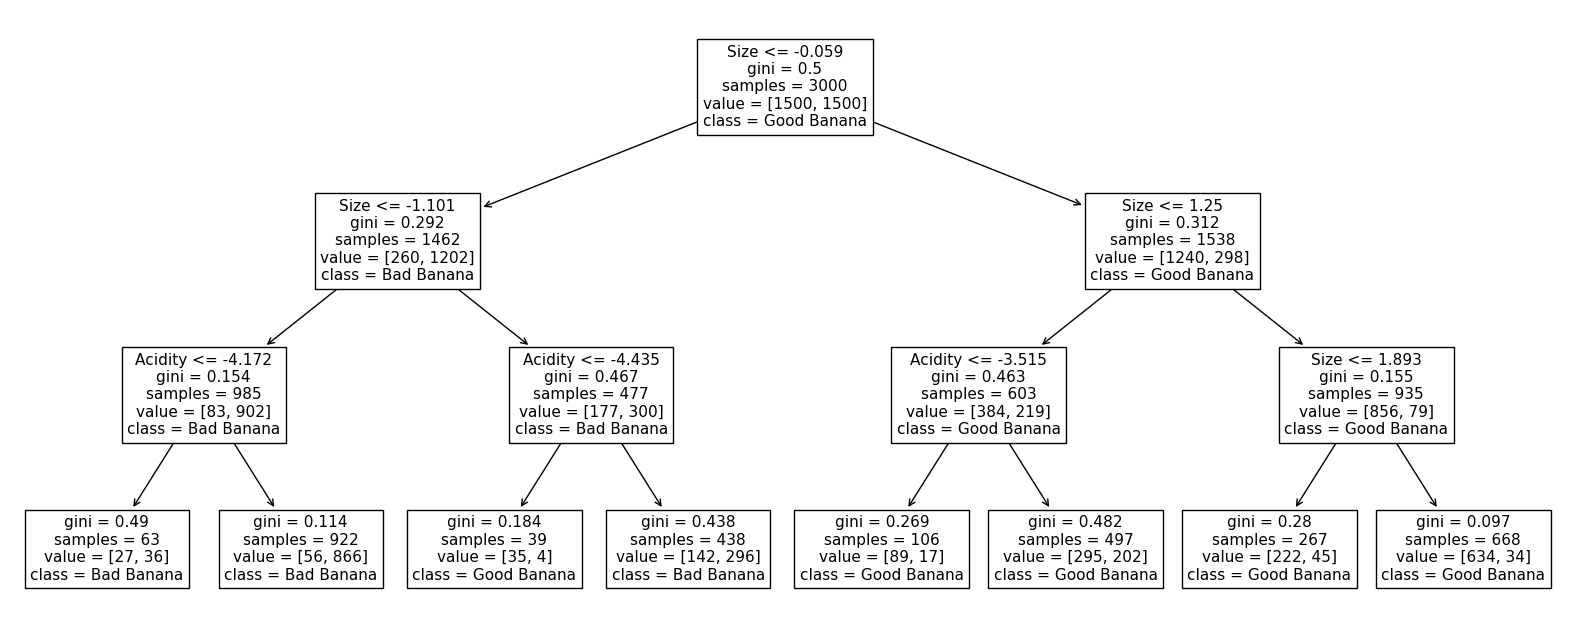 Size <= -0.059
gini = 0.5
samples = 3000
value = [1500, 1500]
class = Good Banana
Size <= -1.101
gini = 0.292
samples = 1462
value = [260, 1202]
class = Bad Banana
Size <= 1.25
gini = 0.312
samples = 1538
value = [1240, 298]
class = Good Banana
Acidity <= -4.172
gini = 0.154
samples = 985
value = [83, 902]
class = Bad Banana
Acidity <= -4.435
gini = 0.467
samples = 477
value = [177, 300]
class = Bad Banana
Acidity <= -3.515
gini = 0.463
samples = 603
value = [384, 219]
class = Good Banana
Size <= 1.893
gini = 0.155
samples = 935
value = [856, 79]
class = Good Banana
gini = 0.49
samples = 63
value = [27, 36]
class = Bad Banana
gini = 0.114
samples = 922
value = [56, 866]
class = Bad Banana
gini = 0.184
samples = 39
value = [35, 4]
class = Good Banana
gini = 0.438
samples = 438
value = [142, 296]
class = Bad Banana
gini = 0.269
samples = 106
value = [89, 17]
class = Good Banana
gini = 0.482
samples = 497
value = [295, 202]
class = Good Banana
gini = 0.28
samples = 267
value = [222, 45]
class = Good Banana
gini = 0.097
samples = 668
value = [634, 34]
class = Good Banana